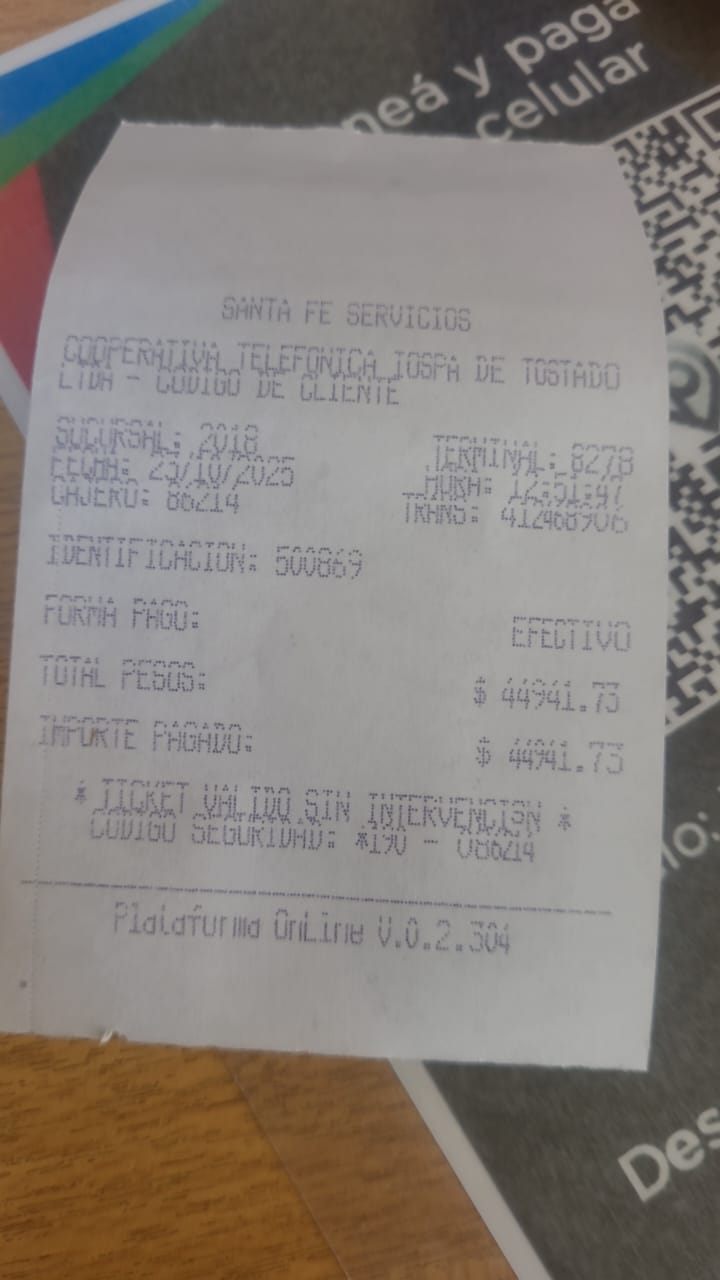 neá y paga
celular
SANTA FE SERVICIOS
COOPERATIVA TELEFONICA TOSPA DE TOSTADO
LTDA - CODIGO DE CLIENTE
SUCURSAL: 2018 TERMINAL: 8278
FECHA: 23/10/2025 HORA: 12:51:47
CAJERO: 86214 TRANS: 412468906
IDENTIFICACION: 500869
FORMA PAGO: EFECTIVO
TOTAL PESOS: $ 44941.73
IMPORTE PAGADO: $ 44941.73
* TICKET VALIDO SIN INTERVENCION *
CODIGO SEGURIDAD: *190 - 086214
Plataforma OnLine V.0.2.304
lo:
Des